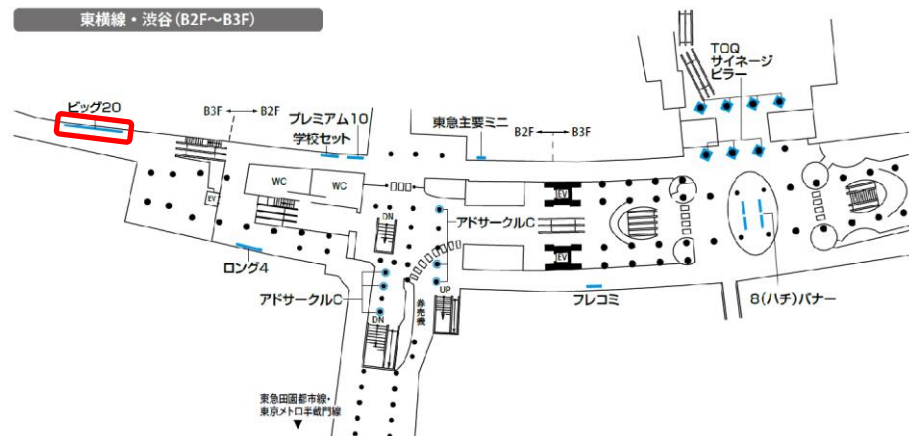 東横線・渋谷(B2F〜B3F)
TOQ
サイネージ
ピラー
ビッグ20
B3F
B2F
プレミアム10
学校セット
東急主要ミニ
B2F
B3F
WC
WC
EV
EV
DN
アドサークルC
ロング4
EV
アドサークルC
UP
フレコミ
8(ハチ)バナー
券売機
DN
東急田園都市線・
東京メトロ半蔵門線